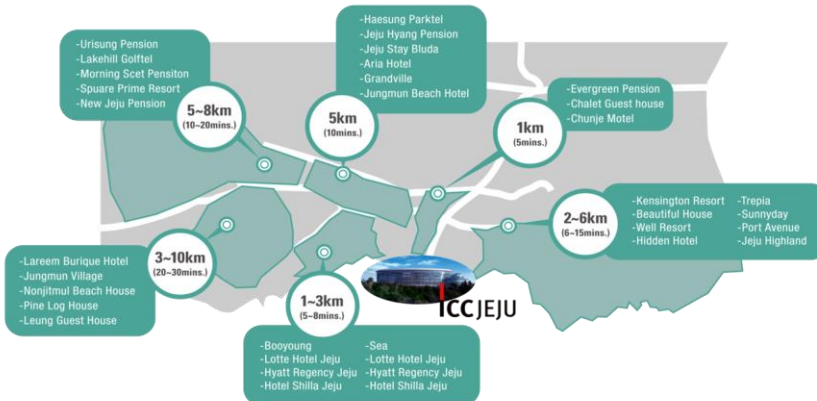 -Haesung Parktel
-Jeju Hyang Pension
-Jeju Stay Bluda
-Aria Hotel
-Grandville
-Jungmun Beach Hotel
5km
(10mins.)
-Urisung Pension
-Lakehill Golftel
-Morning Scet Pensiton
-Spuare Prime Resort
-New Jeju Pension
5~8km
(10~20mins.)
-Evergreen Pension
-Chalet Guest house
-Chunje Motel
1km
(5mins.)
2~6km
(6~15mins.)
-Kensington Resort
-Beautiful House
-Well Resort
-Hidden Hotel
-Trepia
-Sunnyday
-Port Avenue
-Jeju Highland
-Lareem Burique Hotel
-Jungmun Village
-Nonjitmul Beach House
-Pine Log House
-Leung Guest House
3~10km
(20~30mins.)
1~3km
(5~8mins.)
ICC JEJU
-Booyoung
-Lotte Hotel Jeju
-Hyatt Regency Jeju
-Hotel Shilla Jeju
-Sea
-Lotte Hotel Jeju
-Hyatt Regency Jeju
-Hotel Shilla Jeju